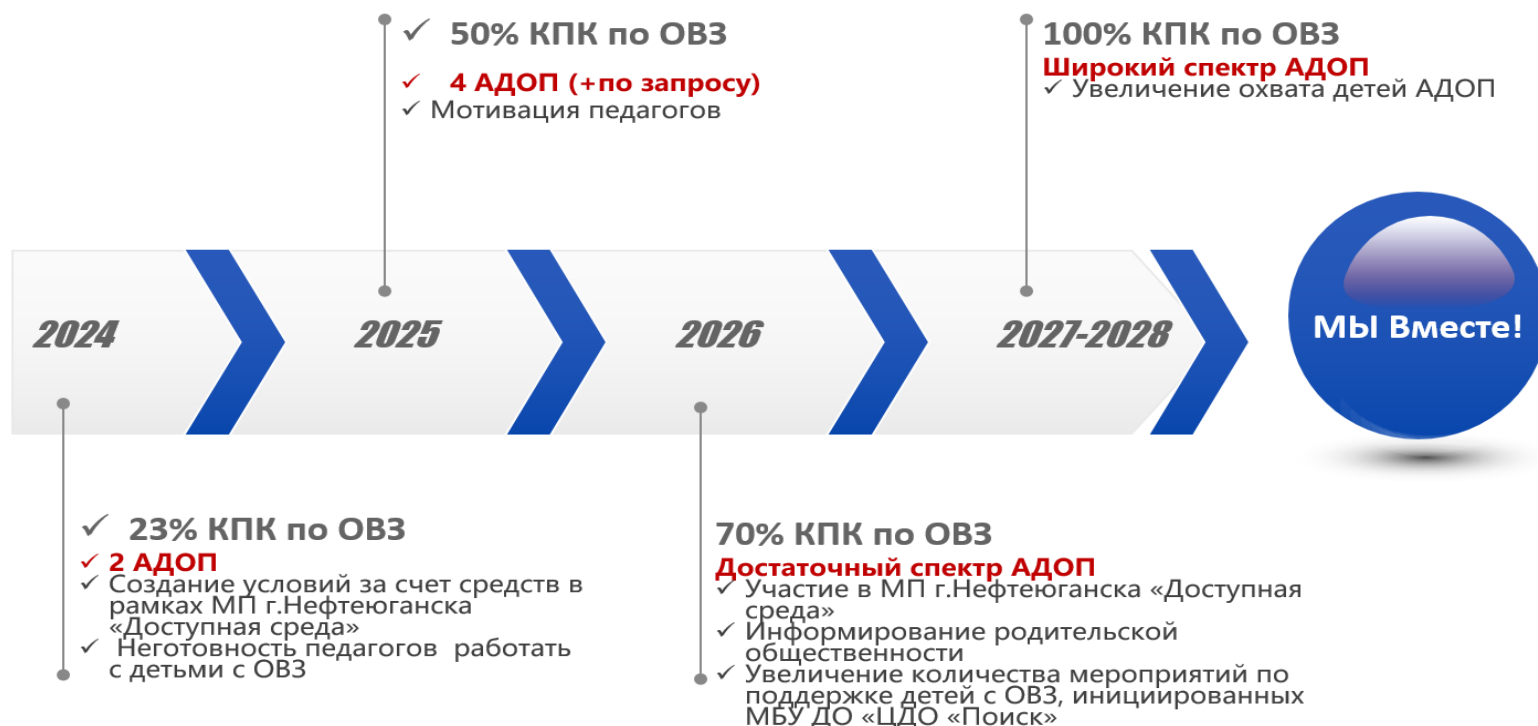 ✓ 50% КПК по ОВЗ
✓ 4 АДОП (+по запросу)
✓ Мотивация педагогов
100% КПК по ОВЗ
Широкий спектр АДОП
✓ Увеличение охвата детей АДОП
2024
2025
2026
2027-2028
МЫ Вместе!
✓ 23% КПК по ОВЗ
✓ 2 АДОП
✓ Создание условий за счет средств в
рамках МП г.Нефтеюганска
«Доступная среда»
✓ Неготовность педагогов работать
с детьми с ОВЗ
70% КПК по ОВЗ
Достаточный спектр АДОП
✓ Участие в МП г.Нефтеюганска «Доступная
среда»
✓ Информирование родительской
общественности
✓ Увеличение количества мероприятий по
поддержке детей с ОВЗ, инициированных
МБУ ДО «ЦДО «Поиск»